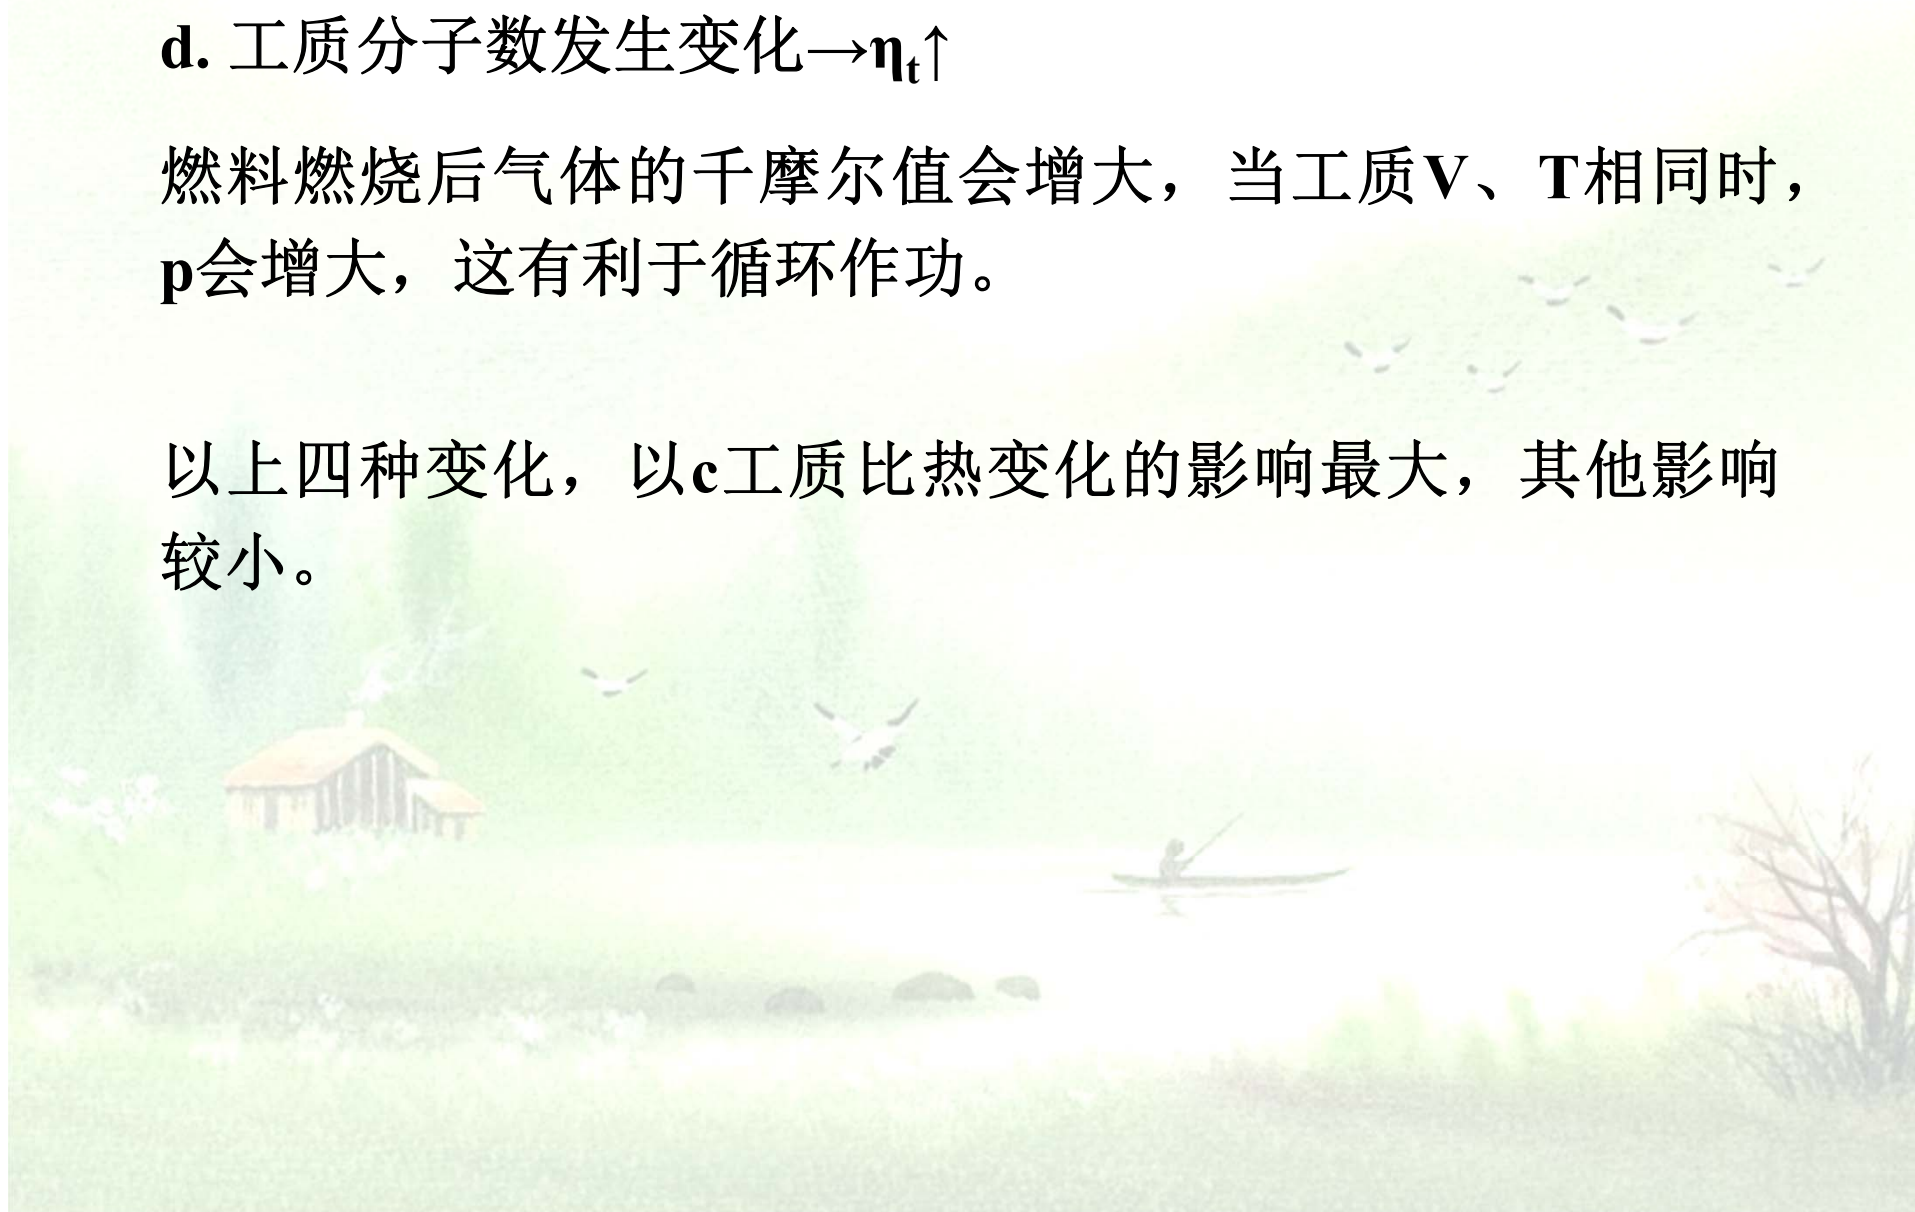 d. 工质分子数发生变化→ηt↑
燃料燃烧后气体的千摩尔值会增大，当工质V、T相同时，
p会增大，这有利于循环作功。
以上四种变化，以c工质比热变化的影响最大，其他影响
较小。